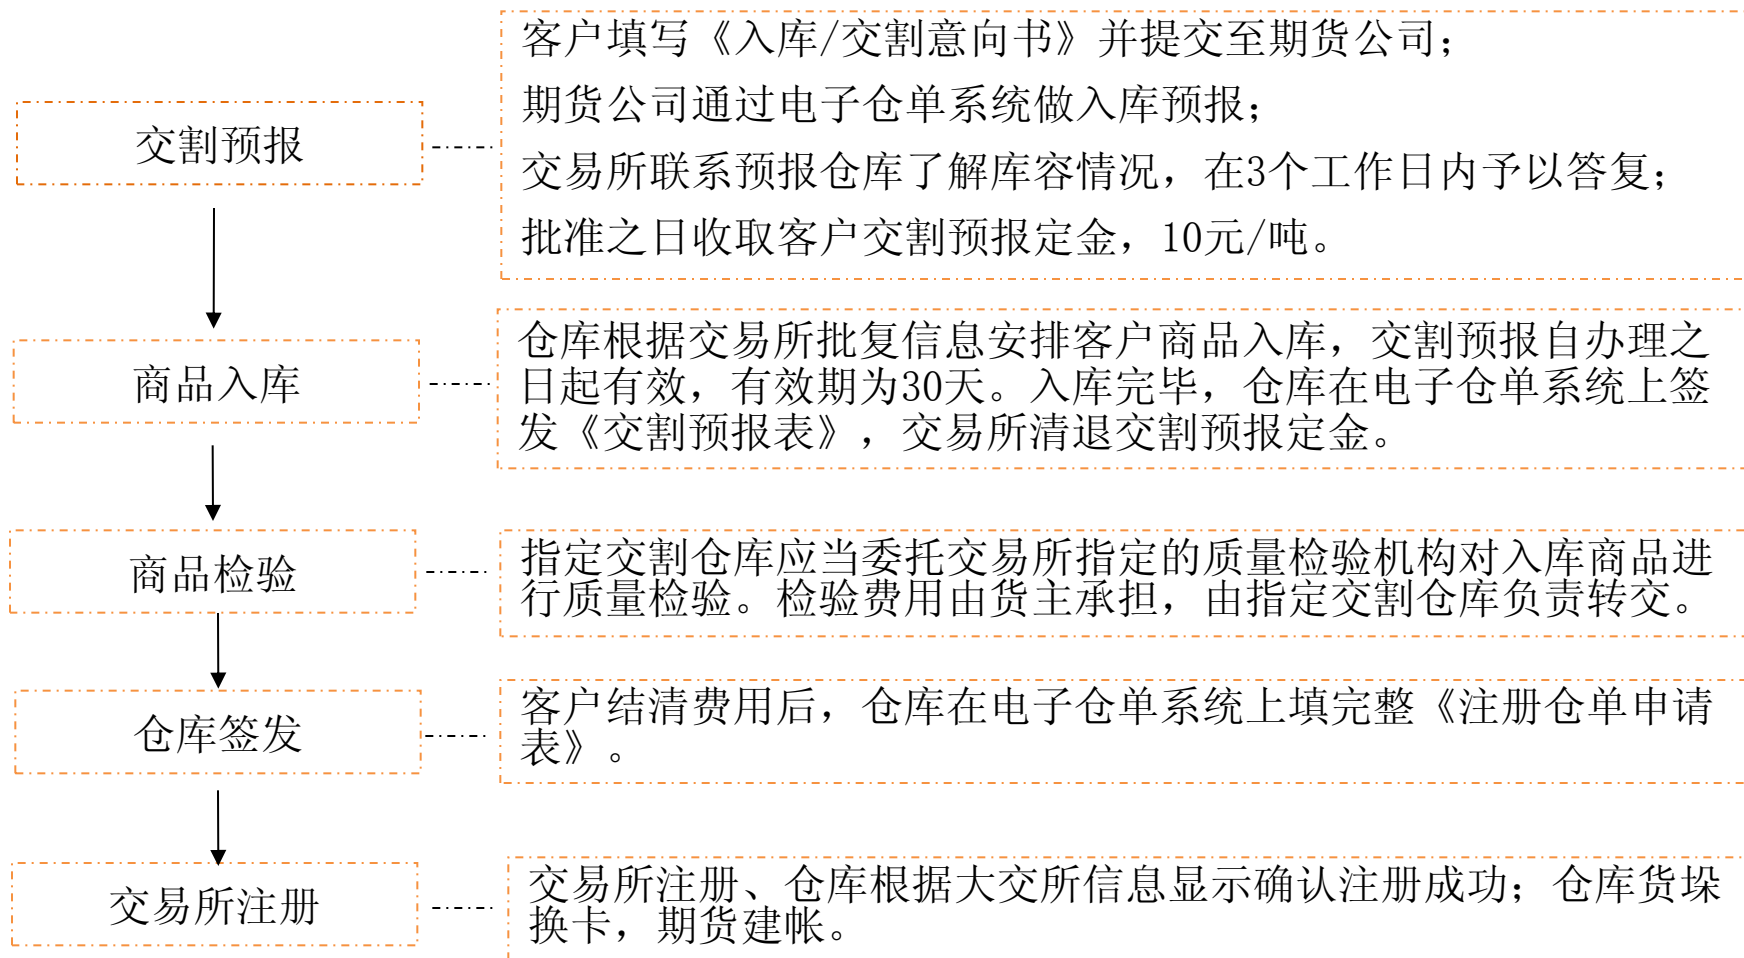 客户填写《入库/交割意向书》并提交至期货公司；
期货公司通过电子仓单系统做入库预报；
交割预报
交易所联系预报仓库了解库容情况，在3个工作日内予以答复；
批准之日收取客户交割预报定金，10元/吨。
商品入库
仓库根据交易所批复信息安排客户商品入库，交割预报自办理之
日起有效，有效期为30天。入库完毕，仓库在电子仓单系统上签
发《交割预报表》，交易所清退交割预报定金。
商品检验
指定交割仓库应当委托交易所指定的质量检验机构对入库商品进
行质量检验。检验费用由货主承担，由指定交割仓库负责转交。
仓库签发
客户结清费用后，仓库在电子仓单系统上填完整《注册仓单申请
表》。
交易所注册
交易所注册、仓库根据大交所信息显示确认注册成功；仓库货垛
换卡，期货建帐。